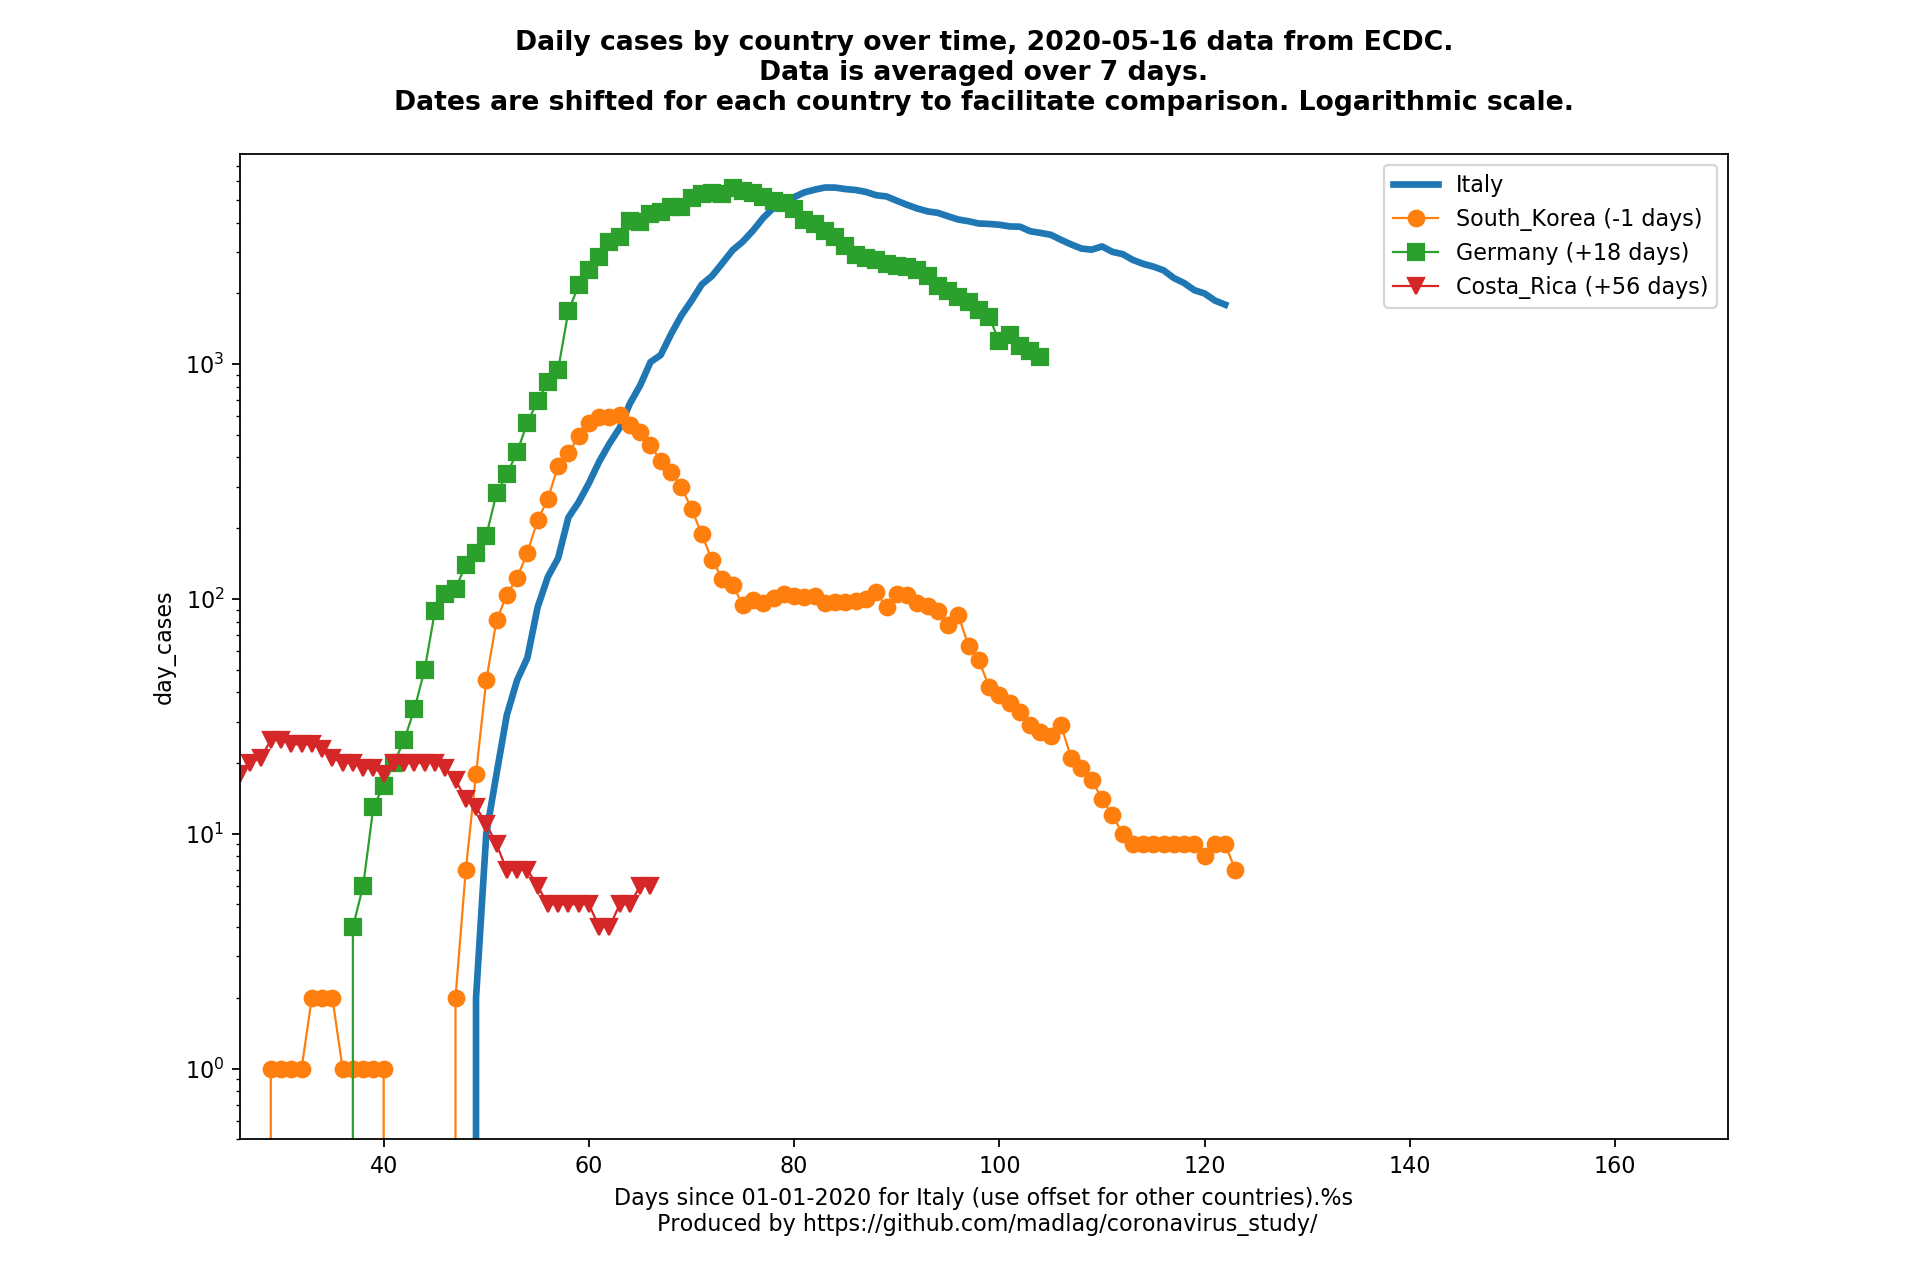 Daily cases by country over time, 2020-05-16 data from ECDC.
Data is averaged over 7 days.
Dates are shifted for each country to facilitate comparison. Logarithmic scale.
Italy
South_Korea (-1 days)
Germany (+18 days)
Costa_Rica (+56 days)
day_cases
10³
10²
10¹
10⁰
40 60 80 100 120 140 160
Days since 01-01-2020 for Italy (use offset for other countries).%s
Produced by https://github.com/madlag/coronavirus_study/